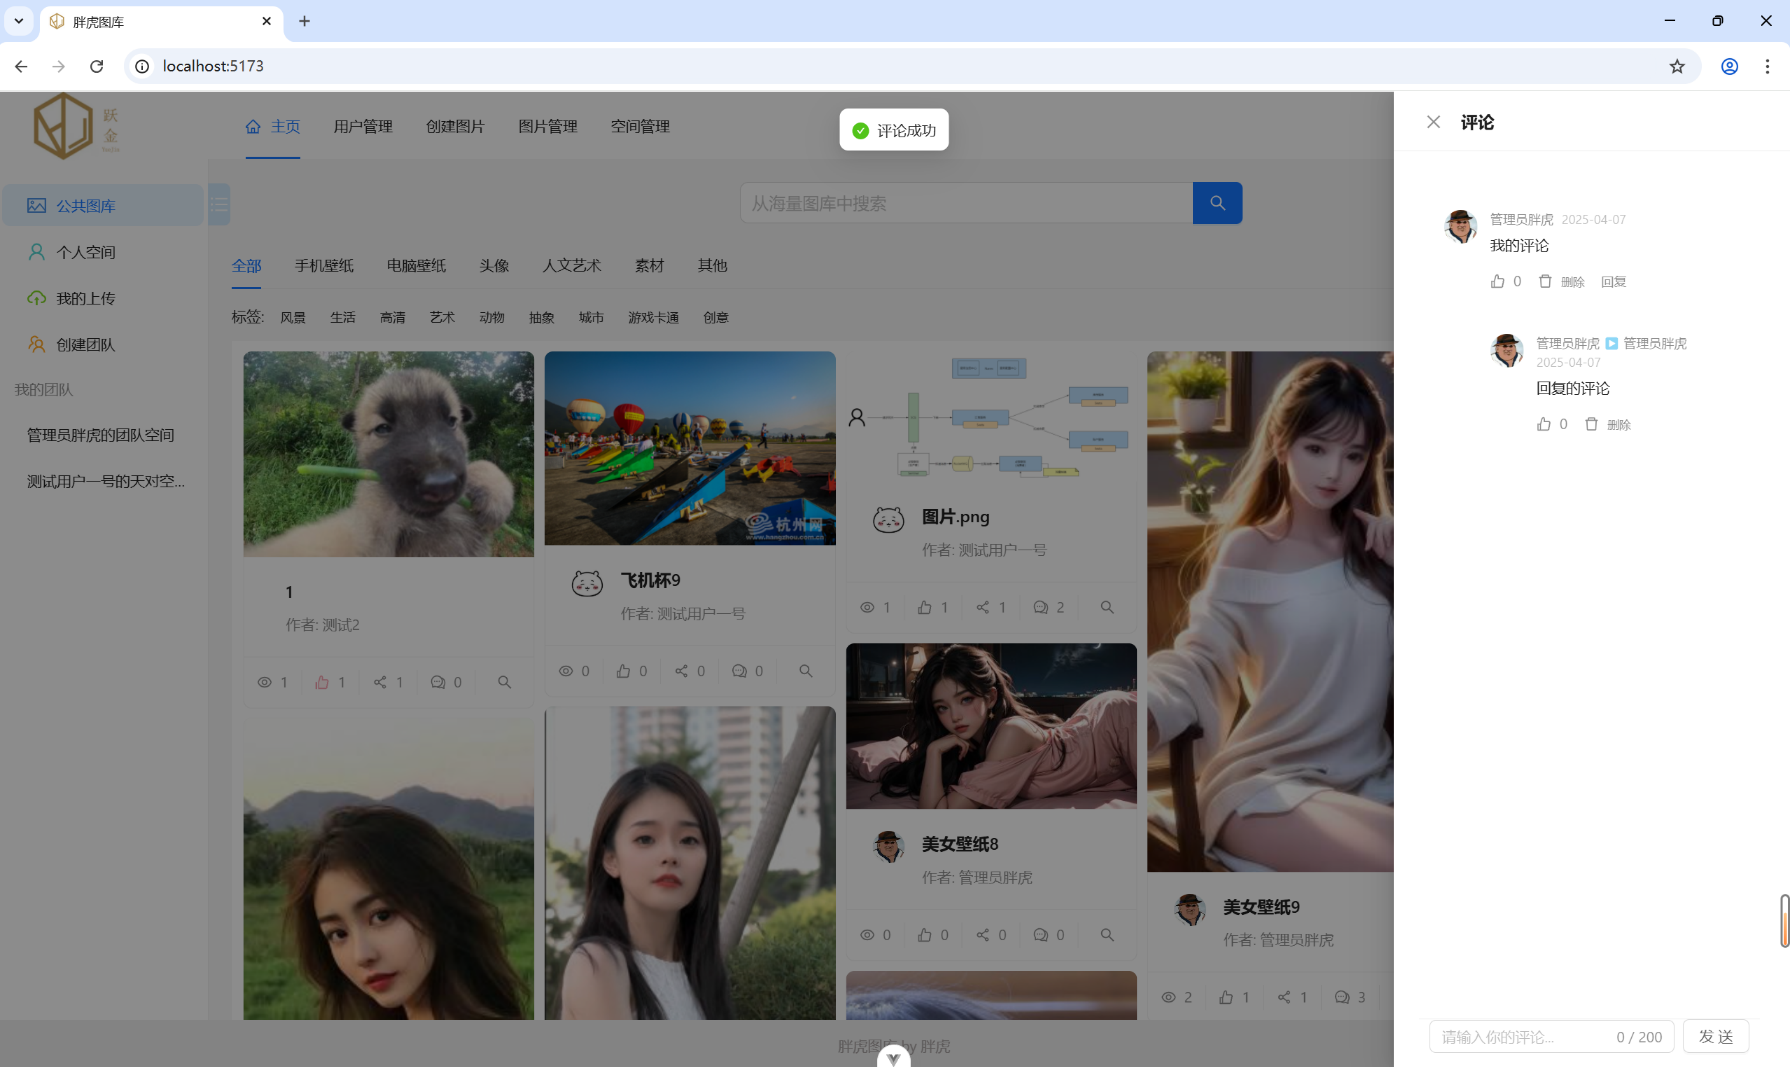 胖虎图库
localhost:5173
跃金
主页 用户管理 创建图片 图片管理 空间管理
评论成功
公共图库
个人空间
我的上传
创建团队
我的团队
管理员胖虎的团队空间
测试用户一号的天对空...
从海量图库中搜索
全部 手机壁纸 电脑壁纸 头像 人文艺术 素材 其他
标签: 风景 生活 高清 艺术 动物 抽象 城市 游戏卡通 创意
1
作者: 测试2
1 1 1 0
杭州网
www.hangzhou.com.cn
飞机杯9
作者: 测试用户一号
0 0 0 0
图片.png
作者: 测试用户一号
1 1 1 2
美女壁纸8
作者: 管理员胖虎
0 0 0 0
美女壁纸9
作者: 管理员胖虎
2 1 1 3
胖虎图库 by 胖虎
评论
管理员胖虎 2025-04-07
我的评论
0 删除 回复
管理员胖虎 管理员胖虎
2025-04-07
回复的评论
0 删除
请输入你的评论... 0 / 200 发 送